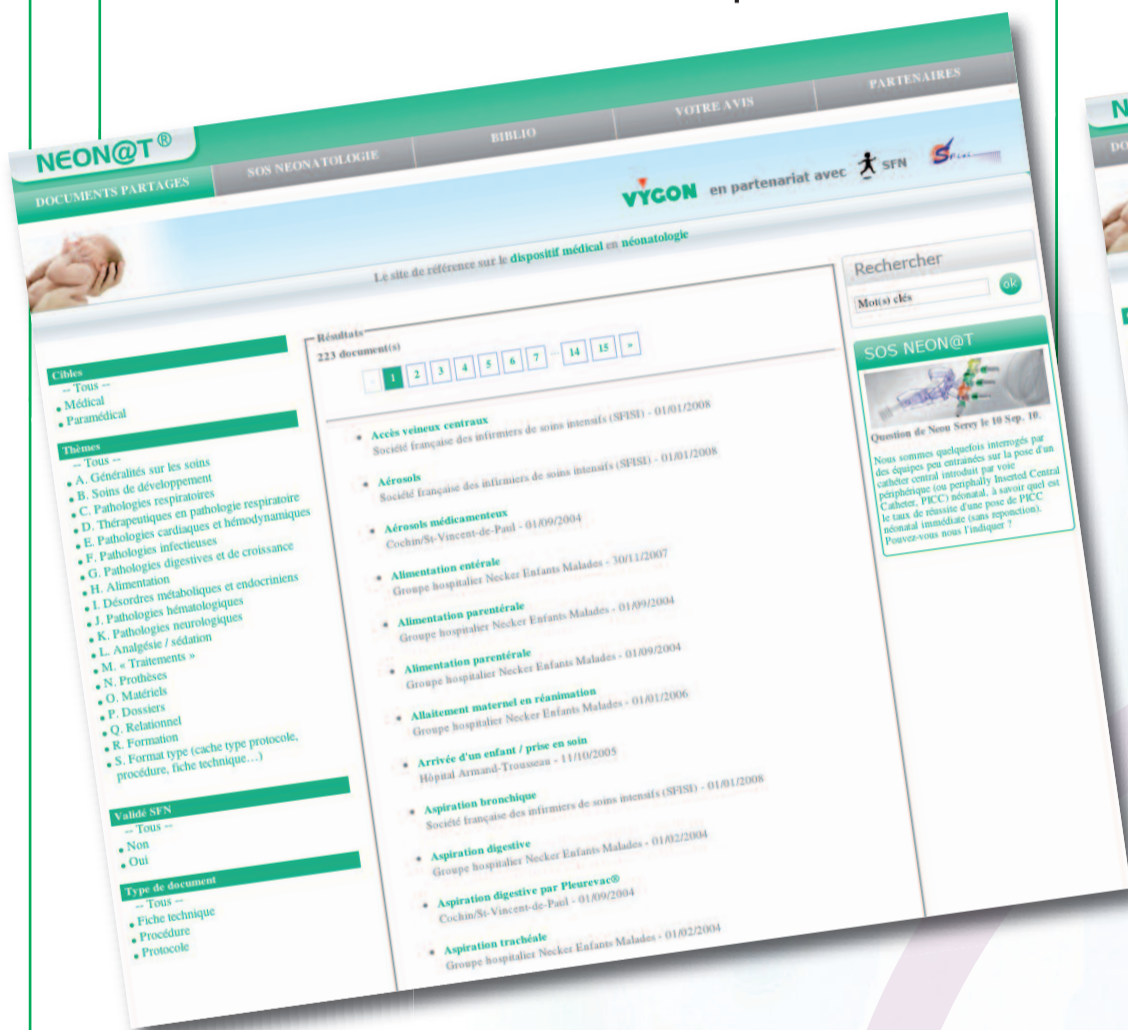 NEON@T®
DOCUMENTS PARTAGES
SOS NEONATOLOGIE
BIBLIO
VOTRE AVIS
PARTENAIRES
VYGON en partenariat avec SFN
Le site de référence sur le dispositif médical en néonatologie
Cibles
-- Tous --
• Médical
• Paramédical
Thèmes
-- Tous --
• A. Généralités sur les soins
• B. Soins de développement
• C. Pathologies respiratoires
• D. Thérapeutiques en pathologie respiratoire
• E. Pathologies cardiaques et hémodynamiques
• F. Pathologies infectieuses
• G. Pathologies digestives et de croissance
• H. Alimentation
• I. Désordres métaboliques et endocriniens
• J. Pathologies hématologiques
• K. Pathologies neurologiques
• L. Analgésie / sédation
• M. « Traitements »
• N. Prothèses
• O. Matériels
• P. Dossiers
• Q. Relationnel
• R. Formation
• S. Format type (cache type protocole,
procédure, fiche technique…)
Validé SFN
-- Tous --
• Non
• Oui
Type de document
-- Tous --
• Fiche technique
• Procédure
• Protocole
Résultats
223 document(s)
1 2 3 4 5 6 7 ... 14 15 »
• Accès veineux centraux
Société française des infirmiers de soins intensifs (SFISI) - 01/01/2008
• Aérosols
Société française des infirmiers de soins intensifs (SFISI) - 01/01/2008
• Aérosols médicamenteux
Cochin/St-Vincent-de-Paul - 01/09/2004
• Alimentation entérale
Groupe hospitalier Necker Enfants Malades - 30/11/2007
• Alimentation parentérale
Groupe hospitalier Necker Enfants Malades - 01/09/2004
• Alimentation parentérale
Groupe hospitalier Necker Enfants Malades - 01/09/2004
• Allaitement maternel en réanimation
Groupe hospitalier Necker Enfants Malades - 01/01/2006
• Arrivée d'un enfant / prise en soin
Hôpital Armand-Trousseau - 11/10/2005
• Aspiration bronchique
Société française des infirmiers de soins intensifs (SFISI) - 01/01/2008
• Aspiration digestive
Groupe hospitalier Necker Enfants Malades - 01/02/2004
• Aspiration digestive par Pleurevac®
Cochin/St-Vincent-de-Paul - 01/09/2004
• Aspiration trachéale
Groupe hospitalier Necker Enfants Malades - 01/02/2004
Rechercher
Mot(s) clés
ok
SOS NEON@T
Question de Neou Serey le 10 Sep. 10.
Nous sommes quelquefois interrogés par
des équipes peu entrainées sur la pose d'un
cathéter central introduit par voie
périphérique (ou periphally Inserted Central
Catheter, PICC) néonatal, à savoir quel est
le taux de réussite d'une pose de PICC
néonatal immédiate (sans reponction).
Pouvez-vous nous l'indiquer ?